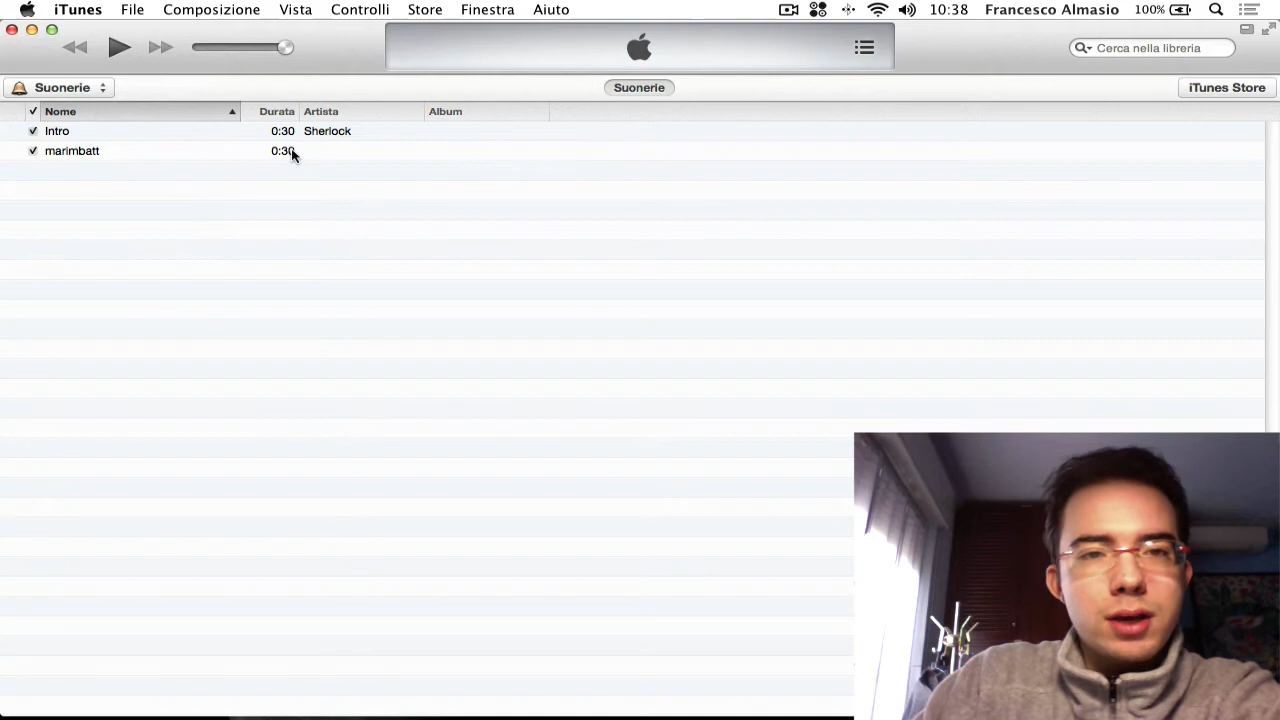 iTunes File Composizione Vista Controlli Store Finestra Aiuto 10:38 Francesco Almasio 100%
Cerca nella libreria
Suonerie Suonerie iTunes Store
Nome Durata Artista Album
Intro 0:30 Sherlock
marimbatt 0:30